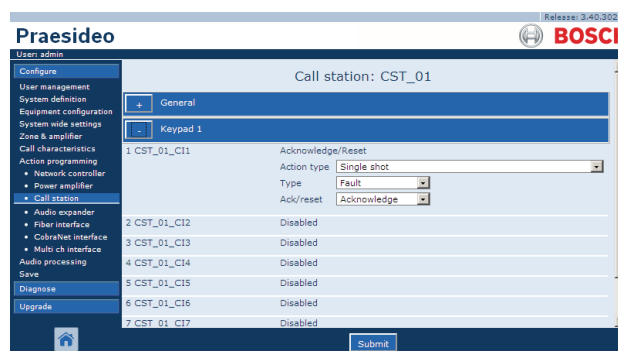 Release: 3.40.302
Praesideo
BOSCH
User: admin
Configure
User management
System definition
Equipment configuration
System wide settings
Zone & amplifier
Call characteristics
Action programming
• Network controller
• Power amplifier
• Call station
• Audio expander
• Fiber interface
• CobraNet interface
• Multi ch interface
Audio processing
Save
Diagnose
Upgrade
Call station: CST_01
+ General
- Keypad 1
1 CST_01_CI1 Acknowledge/Reset
Action type Single shot
Type Fault
Ack/reset Acknowledge
2 CST_01_CI2 Disabled
3 CST_01_CI3 Disabled
4 CST_01_CI4 Disabled
5 CST_01_CI5 Disabled
6 CST_01_CI6 Disabled
7 CST_01_CI7 Disabled
Submit